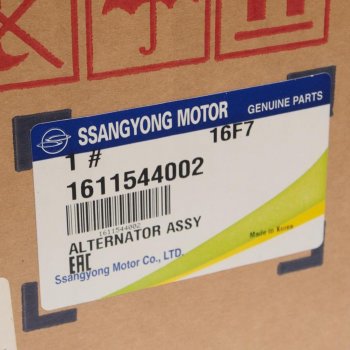 SSANGYONG MOTOR GENUINE PARTS
1 # 16F7
1611544002
1611544002
ALTERNATOR ASSY
EAC Made in Korea
Ssangyong Motor Co., LTD.